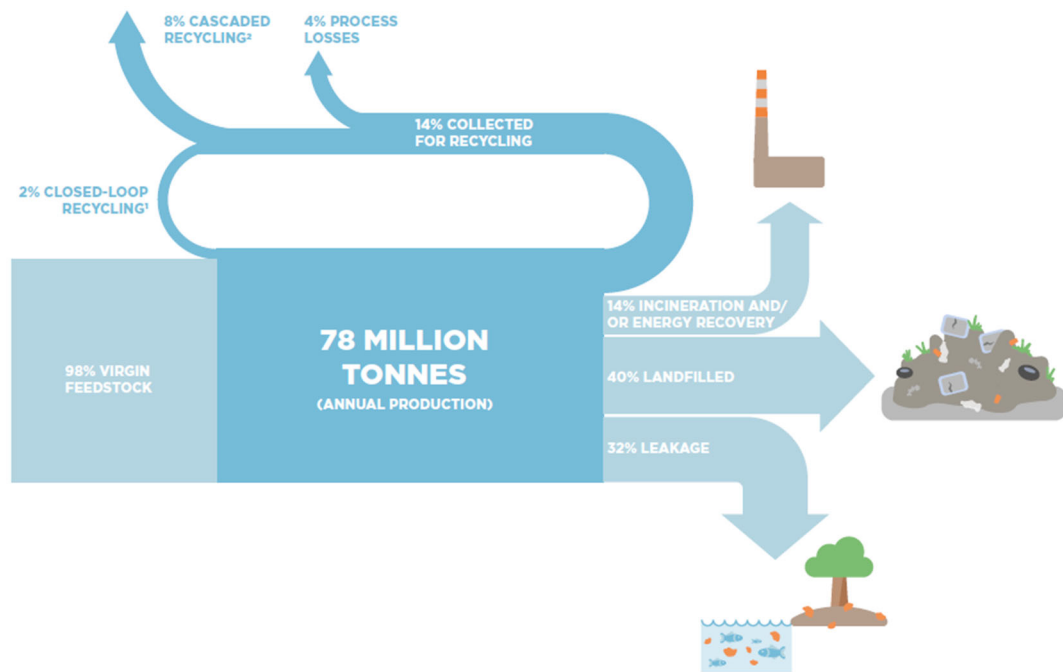 8% CASCADED
RECYCLING²
4% PROCESS
LOSSES
14% COLLECTED
FOR RECYCLING
2% CLOSED-LOOP
RECYCLING¹
98% VIRGIN
FEEDSTOCK
78 MILLION
TONNES
(ANNUAL PRODUCTION)
14% INCINERATION AND/
OR ENERGY RECOVERY
40% LANDFILLED
32% LEAKAGE